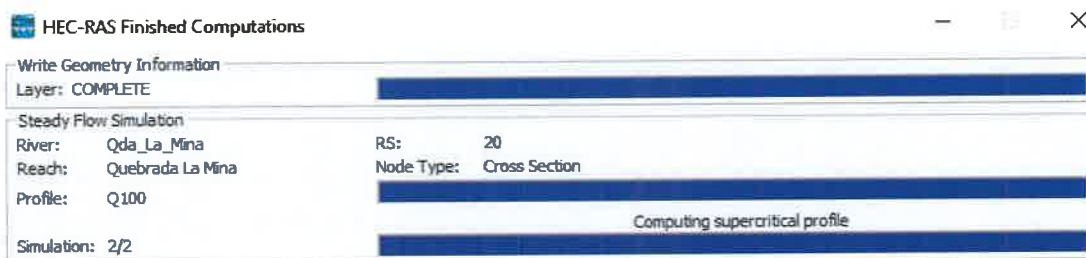 HEC-RAS Finished Computations
Write Geometry Information
Layer: COMPLETE
Steady Flow Simulation
River: Qda_La_Mina RS: 20
Reach: Quebrada La Mina Node Type: Cross Section
Profile: Q100
Computing supercritical profile
Simulation: 2/2